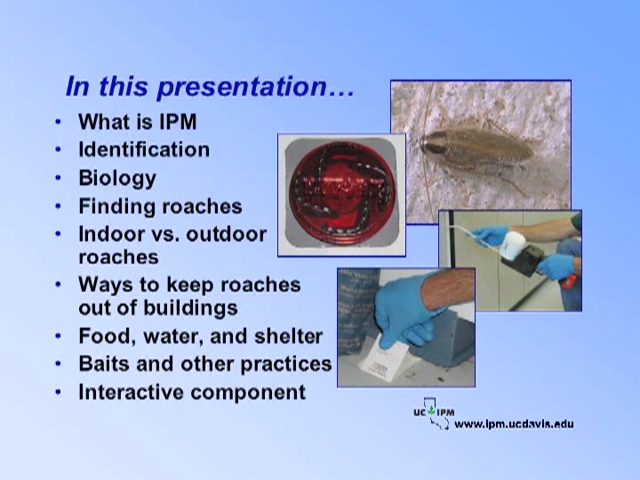 In this presentation…
• What is IPM
• Identification
• Biology
• Finding roaches
• Indoor vs. outdoor
roaches
• Ways to keep roaches
out of buildings
• Food, water, and shelter
• Baits and other practices
• Interactive component
UC IPM
www.ipm.ucdavis.edu